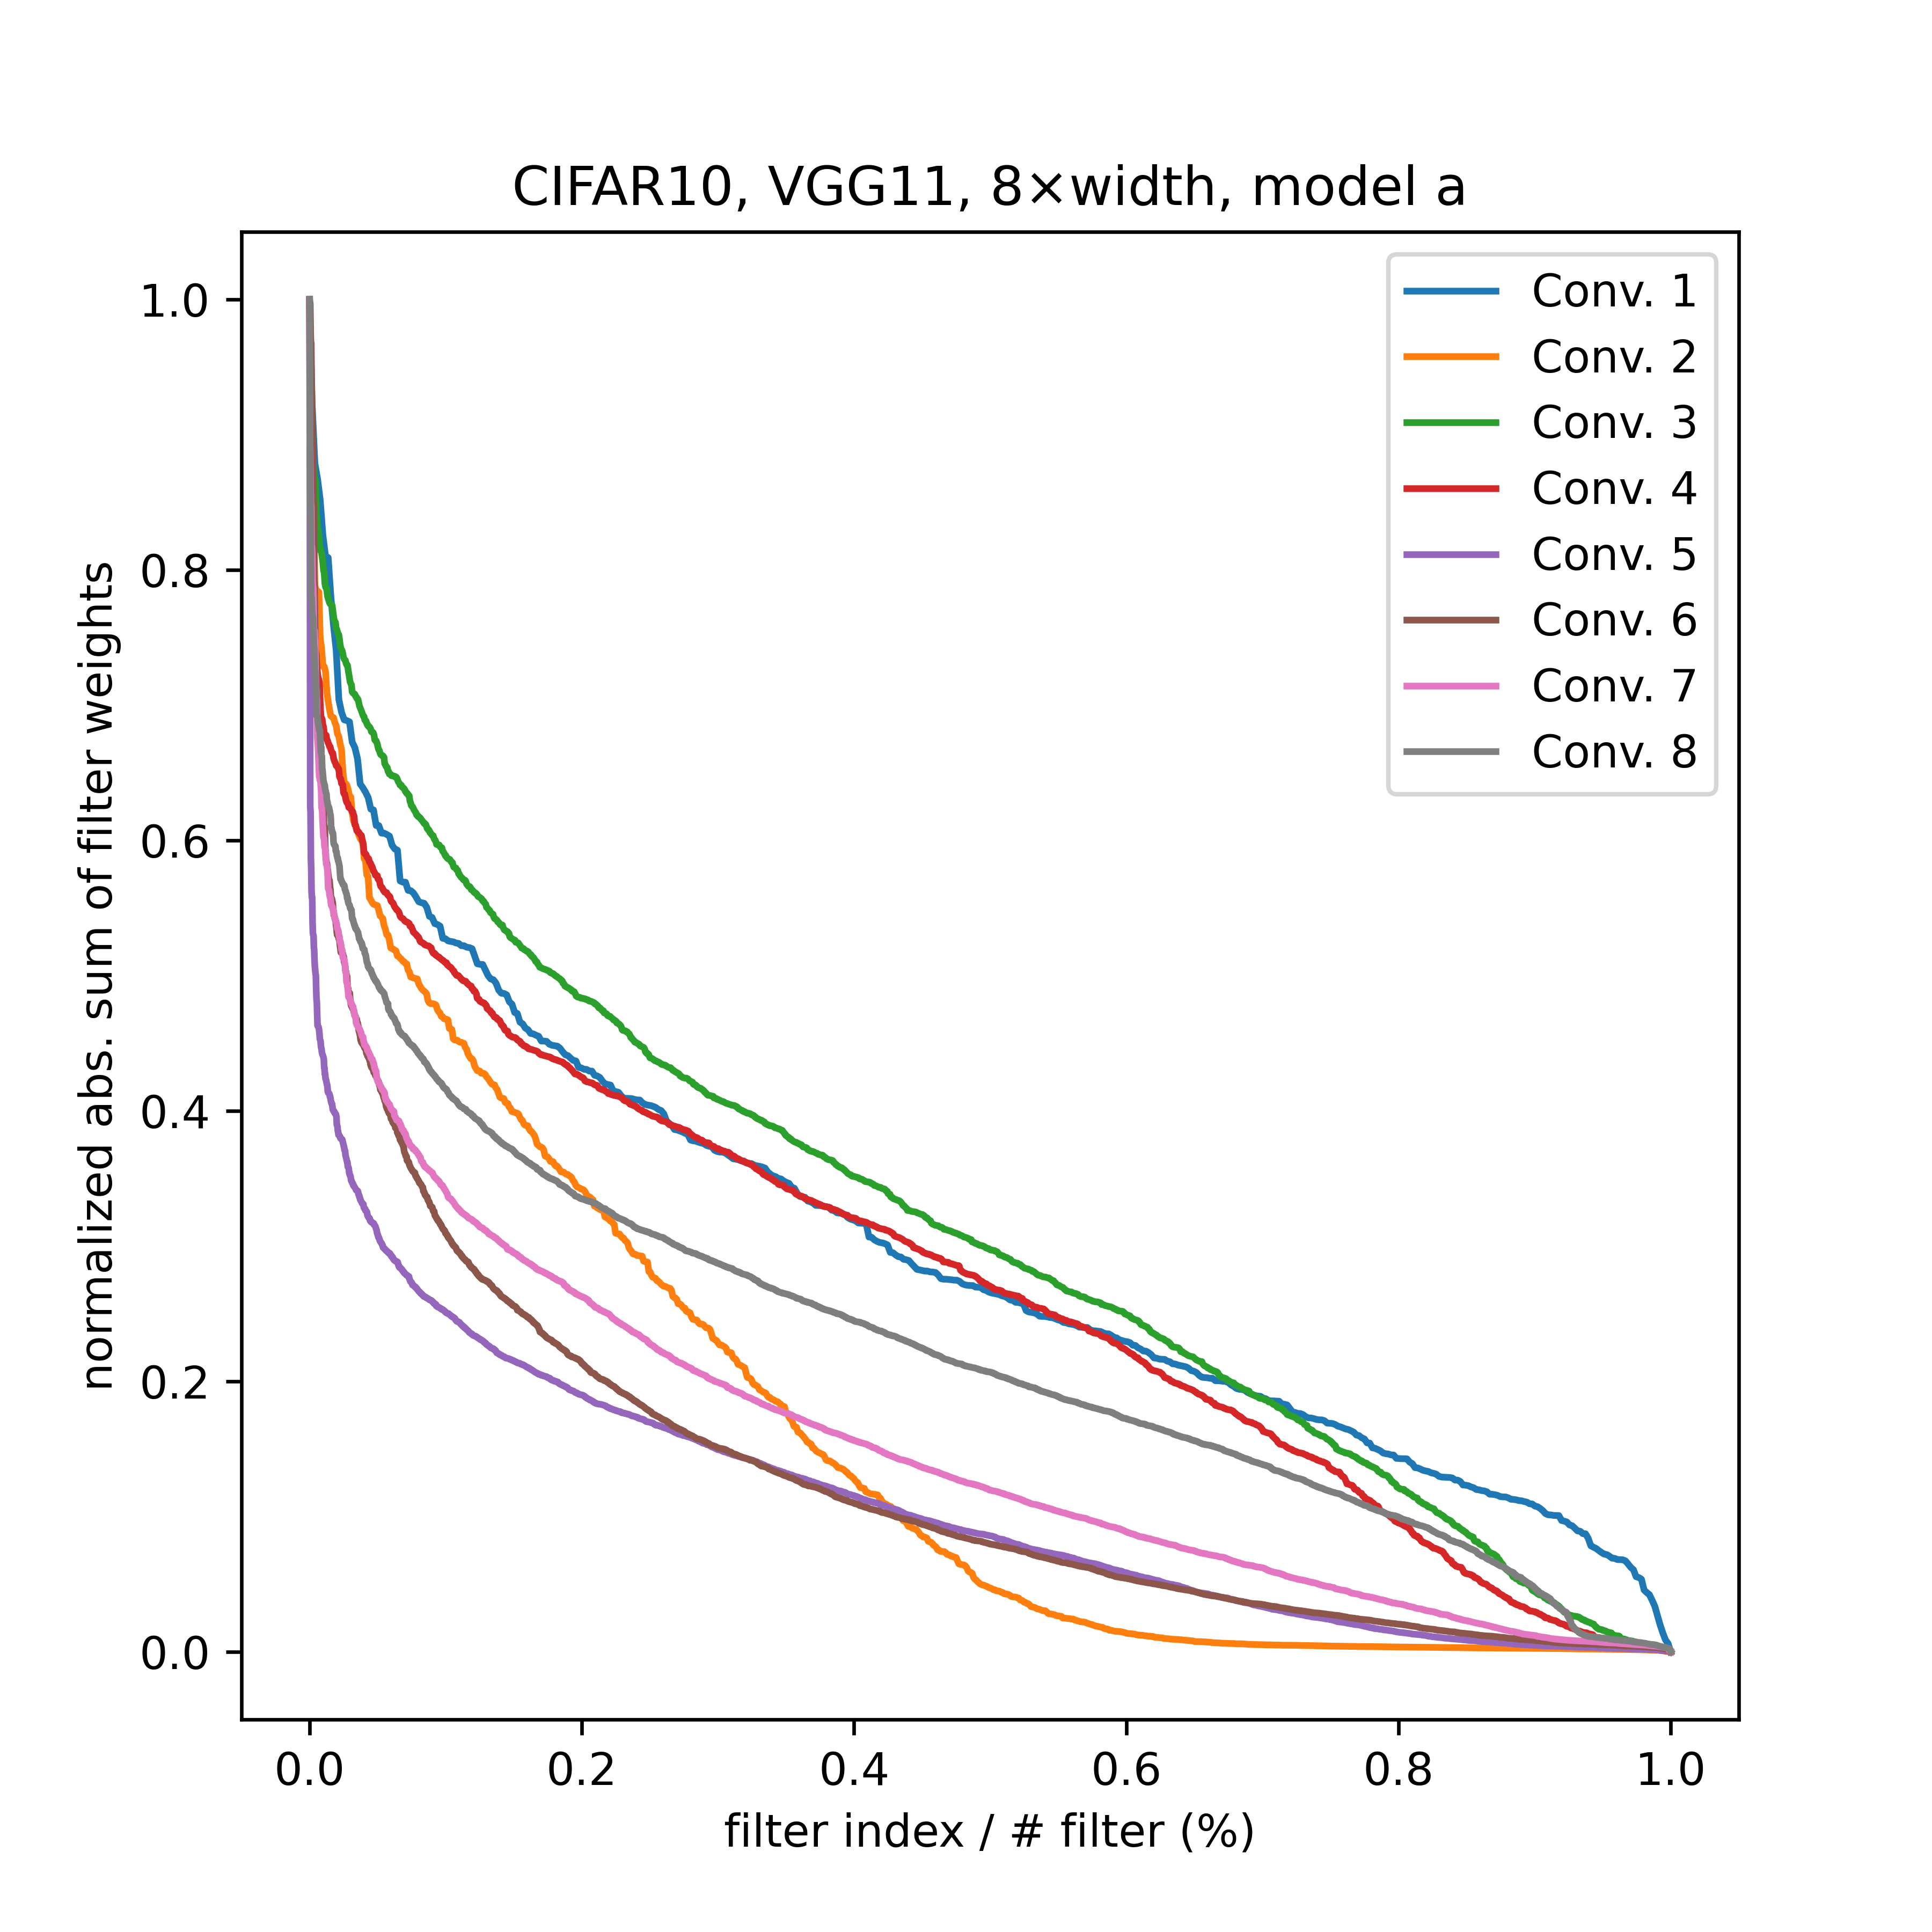 CIFAR10, VGG11, 8×width, model a
normalized abs. sum of filter weights
1.0
0.8
0.6
0.4
0.2
0.0
Conv. 1
Conv. 2
Conv. 3
Conv. 4
Conv. 5
Conv. 6
Conv. 7
Conv. 8
0.0 0.2 0.4 0.6 0.8 1.0
filter index / # filter (%)